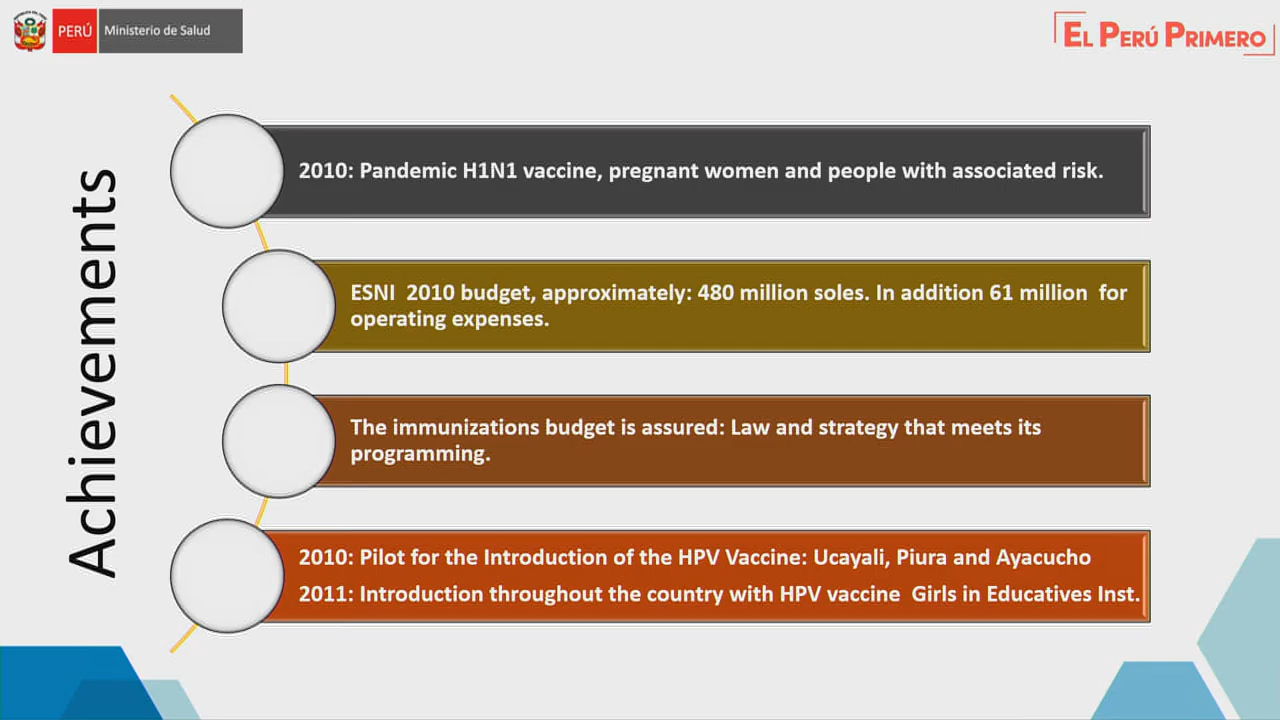 PERÚ
Ministerio de Salud
EL PERÚ PRIMERO
Achievements
2010: Pandemic H1N1 vaccine, pregnant women and people with associated risk.
ESNI 2010 budget, approximately: 480 million soles. In addition 61 million for
operating expenses.
The immunizations budget is assured: Law and strategy that meets its
programming.
2010: Pilot for the Introduction of the HPV Vaccine: Ucayali, Piura and Ayacucho
2011: Introduction throughout the country with HPV vaccine Girls in Educatives Inst.